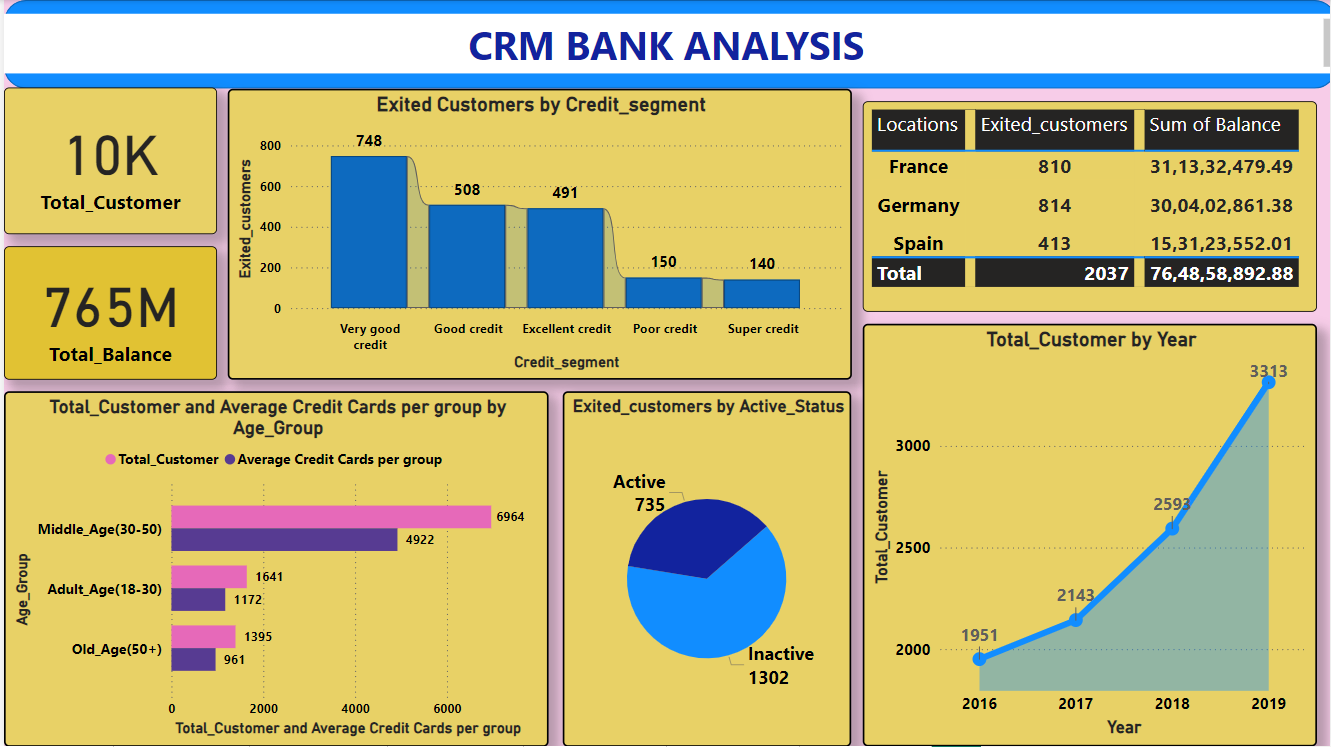 CRM BANK ANALYSIS
10K
Total_Customer
765M
Total_Balance
Exited Customers by Credit_segment
Exited_customers
800
600
400
200
0
748
508
491
150
140
Very good
credit
Good credit
Excellent credit
Poor credit
Super credit
Credit_segment
Locations Exited_customers Sum of Balance
France 810 31,13,32,479.49
Germany 814 30,04,02,861.38
Spain 413 15,31,23,552.01
Total 2037 76,48,58,892.88
Total_Customer and Average Credit Cards per group by
Age_Group
Total_Customer Average Credit Cards per group
Age_Group
Middle_Age(30-50)
6964
4922
Adult_Age(18-30)
1641
1172
Old_Age(50+)
1395
961
0 2000 4000 6000
Total_Customer and Average Credit Cards per group
Exited_customers by Active_Status
Active
735
Inactive
1302
Total_Customer by Year
Total_Customer
3000
2500
2000
1951
2143
2593
3313
2016 2017 2018 2019
Year